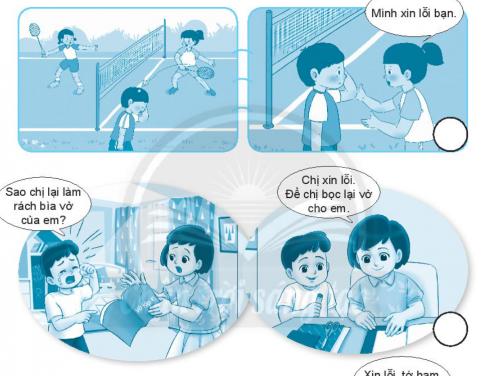 Mình xin lỗi bạn.
Sao chị lại làm
rách bìa vở
của em?
Chị xin lỗi.
Để chị bọc lại vở
cho em.
Xin lỗi, tớ ham